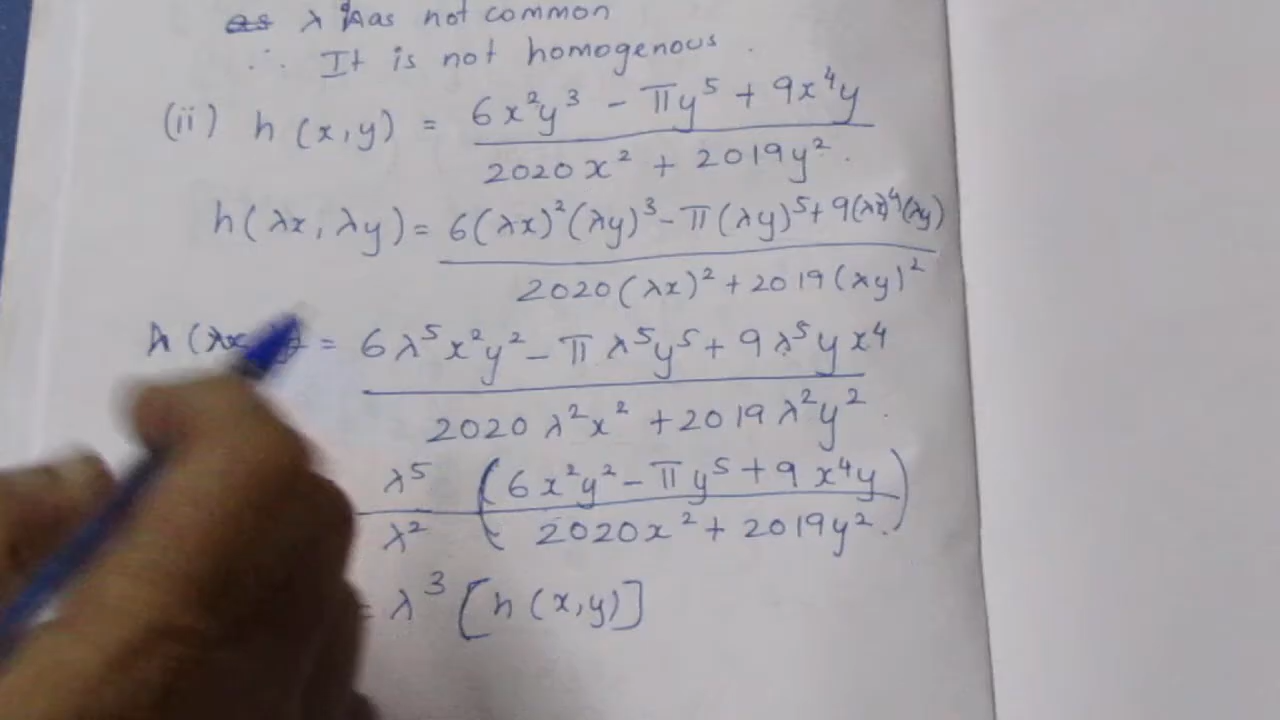 λ has not common
∴ It is not homogenous.
(ii) h(x,y) = 6x²y³ - πy⁵ + 9x⁴y
2020x² + 2019y².
h(λx, λy) = 6(λx)²(λy)³ - π(λy)⁵ + 9(λx)⁴(λy)
2020(λx)² + 2019(λy)²
h(λx = 6λ⁵x²y² - πλ⁵y⁵ + 9λ⁵yx⁴
2020λ²x² + 2019λ²y².
λ⁵ (6x²y² - πy⁵ + 9x⁴y)
λ² 2020x² + 2019y².
= λ³ [h(x,y)]